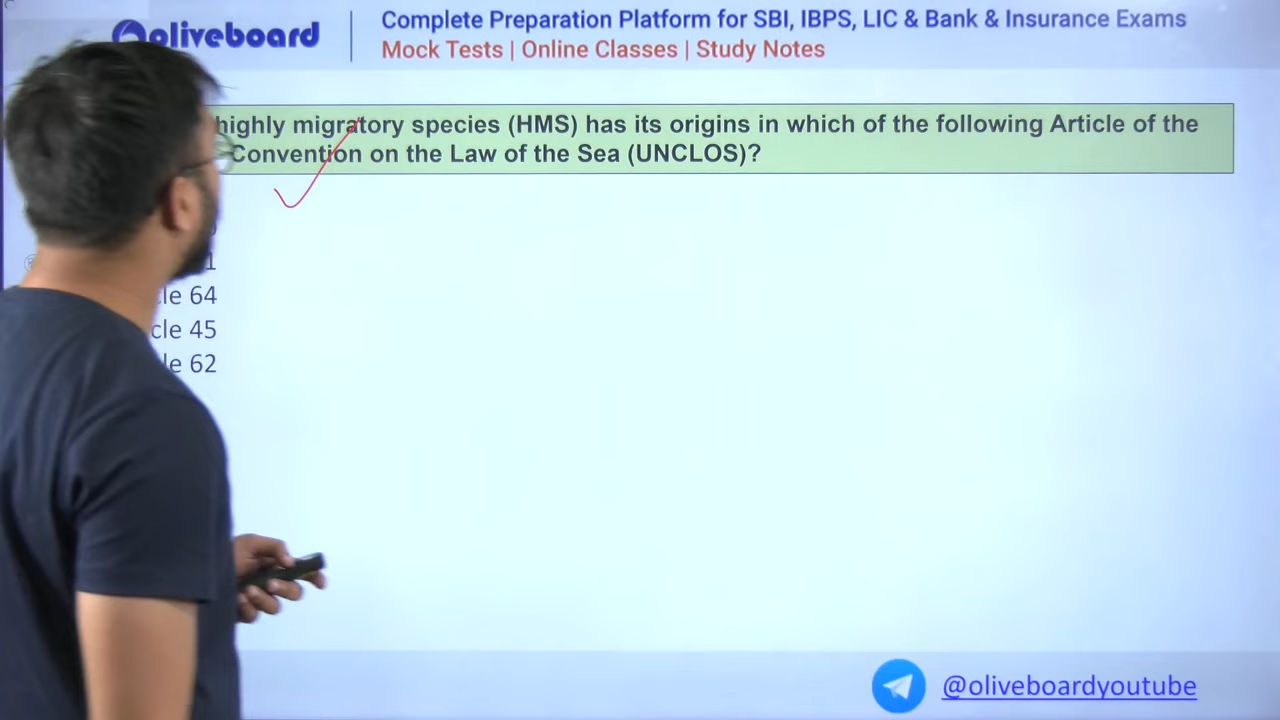 oliveboard
Complete Preparation Platform for SBI, IBPS, LIC & Bank & Insurance Exams
Mock Tests | Online Classes | Study Notes
highly migratory species (HMS) has its origins in which of the following Article of the
Convention on the Law of the Sea (UNCLOS)?
1
cle 64
cle 45
le 62
@oliveboardyoutube